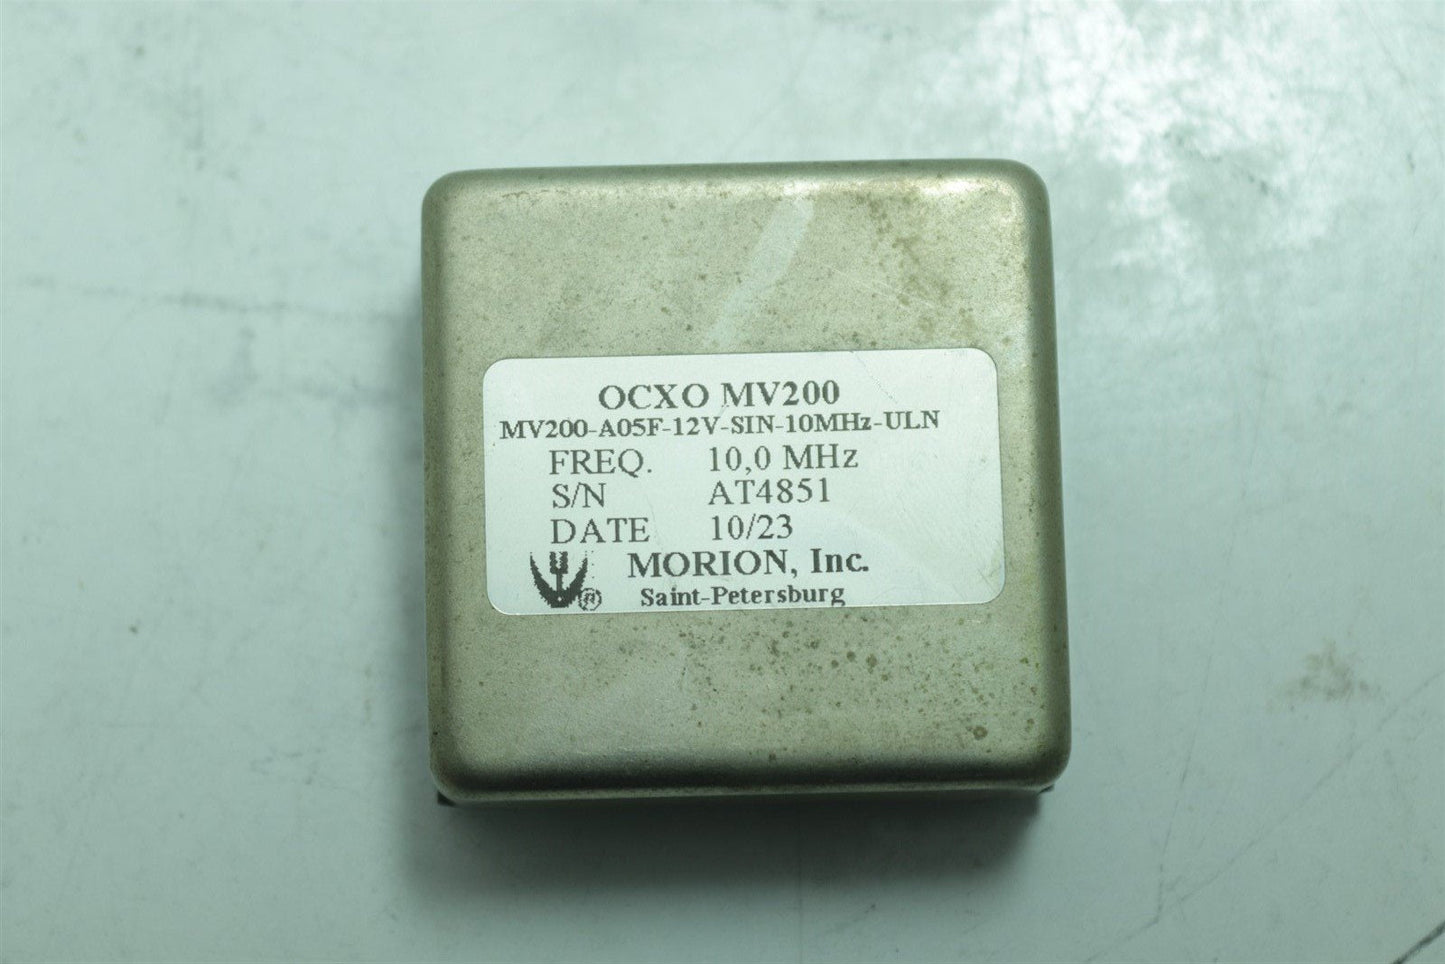 OCXO MV200
MV200-A05F-12V-SIN-10MHz-ULN
FREQ. 10,0 MHz
S/N AT4851
DATE 10/23
® MORION, Inc.
Saint-Petersburg